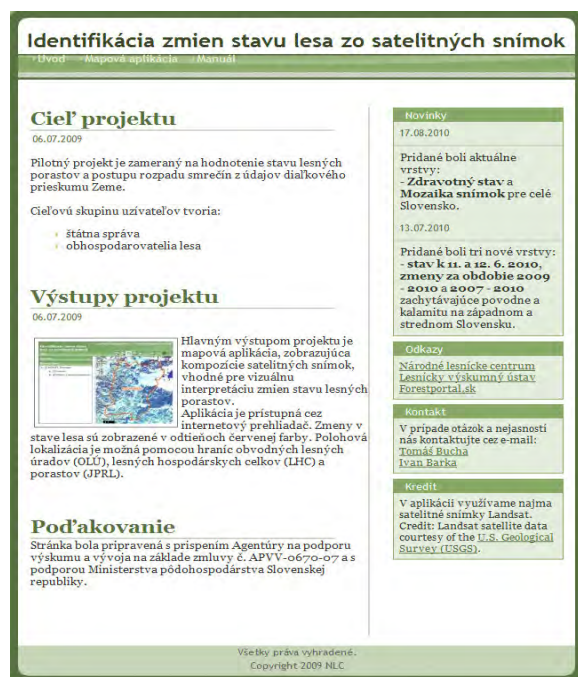 Identifikácia zmien stavu lesa zo satelitných snímok
Úvod Mapová aplikácia Manuál
Cieľ projektu
06.07.2009
Pilotný projekt je zameraný na hodnotenie stavu lesných
porastov a postupu rozpadu smrečín z údajov diaľkového
prieskumu Zeme.
Cieľovú skupinu uzívateľov tvoria:
štátna správa
obhospodarovatelia lesa
Výstupy projektu
06.07.2009
Hlavným výstupom projektu je
mapová aplikácia, zobrazujúca
kompozície satelitných snímok,
vhodné pre vizuálnu
interpretáciu zmien stavu lesných
porastov.
Aplikácia je prístupná cez
internetový prehliadač. Zmeny v
stave lesa sú zobrazené v odtieňoch červenej farby. Polohová
lokalizácia je možná pomocou hraníc obvodných lesných
úradov (OLÚ), lesných hospodárskych celkov (LHC) a
porastov (JPRL).
Poďakovanie
Stránka bola pripravená s prispením Agentúry na podporu
výskumu a vývoja na základe zmluvy č. APVV-0670-07 a s
podporou Ministerstva pôdohospodárstva Slovenskej
republiky.
Novinky
17.08.2010
Pridané boli aktuálne
vrstvy:
- Zdravotný stav a
Mozaika snímok pre celé
Slovensko.
13.07.2010
Pridané boli tri nové vrstvy:
- stav k 11. a 12. 6. 2010,
zmeny za obdobie 2009
- 2010 a 2007 - 2010
zachytávajúce povodne a
kalamitu na západnom a
strednom Slovensku.
Odkazy
Národné lesnícke centrum
Lesnícky výskumný ústav
Forestportal.sk
Kontakt
V prípade otázok a nejasností
nás kontaktujte cez e-mail:
Tomáš Bucha
Ivan Barka
Kredit
V aplikácii využívame najma
satelitné snímky Landsat.
Credit: Landsat satellite data
courtesy of the U.S. Geological
Survey (USGS).
Všetky práva vyhradené.
Copyright 2009 NLC